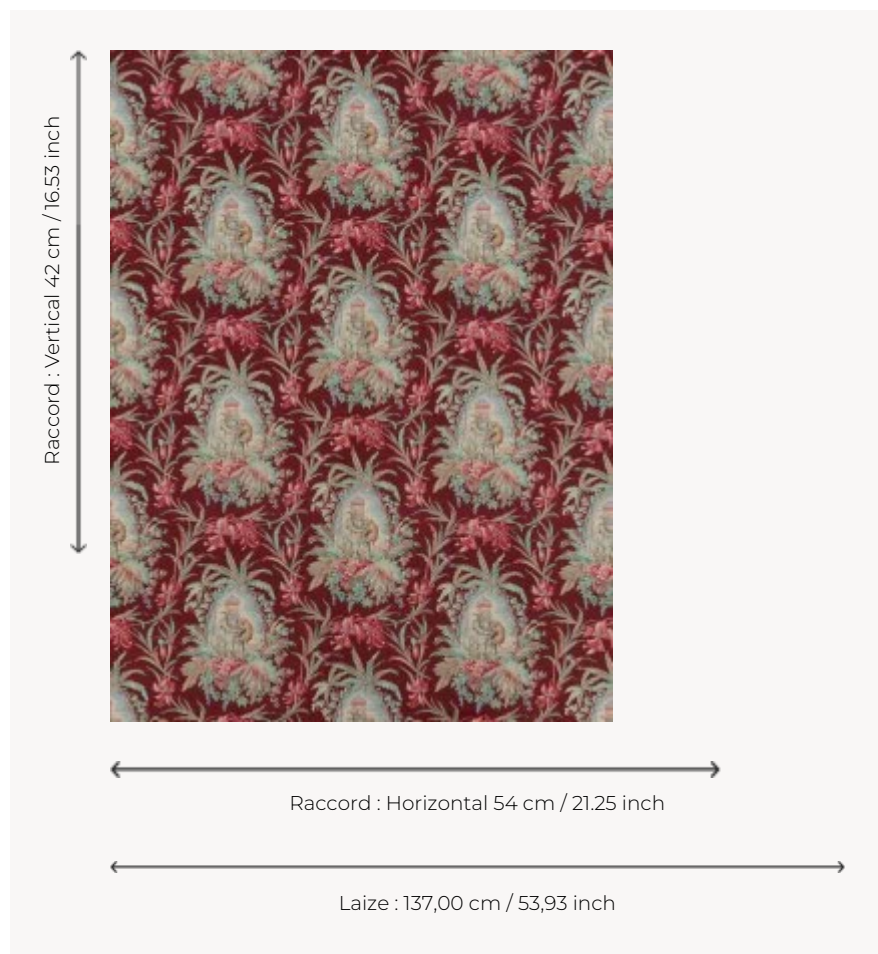 Raccord : Vertical 42 cm / 16.53 inch
Raccord : Horizontal 54 cm / 21.25 inch
Laize : 137,00 cm / 53,93 inch